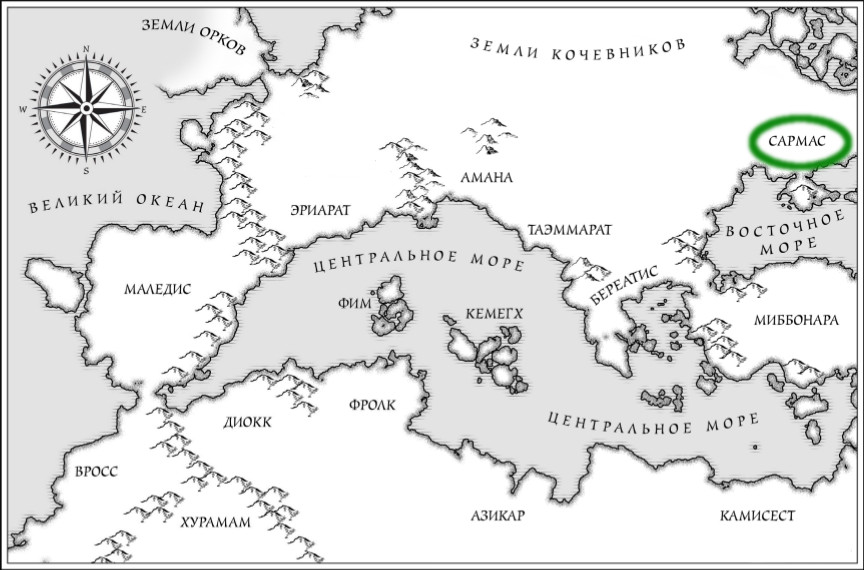 ЗЕМЛИ ОРКОВ
ЗЕМЛИ КОЧЕВНИКОВ
N
W
E
S
САРМАС
АМАНА
ВЕЛИКИЙ ОКЕАН
ЭРИАРАТ
ТАЭММАРАТ
ВОСТОЧНОЕ
МОРЕ
ЦЕНТРАЛЬНОЕ МОРЕ
БЕРЕАТИС
МАЛЕДИС
ФИМ
КЕМЕГХ
МИББОНАРА
ФРОЛК
ДИОКК
ЦЕНТРАЛЬНОЕ МОРЕ
ВРОСС
ХУРАМАМ
АЗИКАР
КАМИСЕСТ